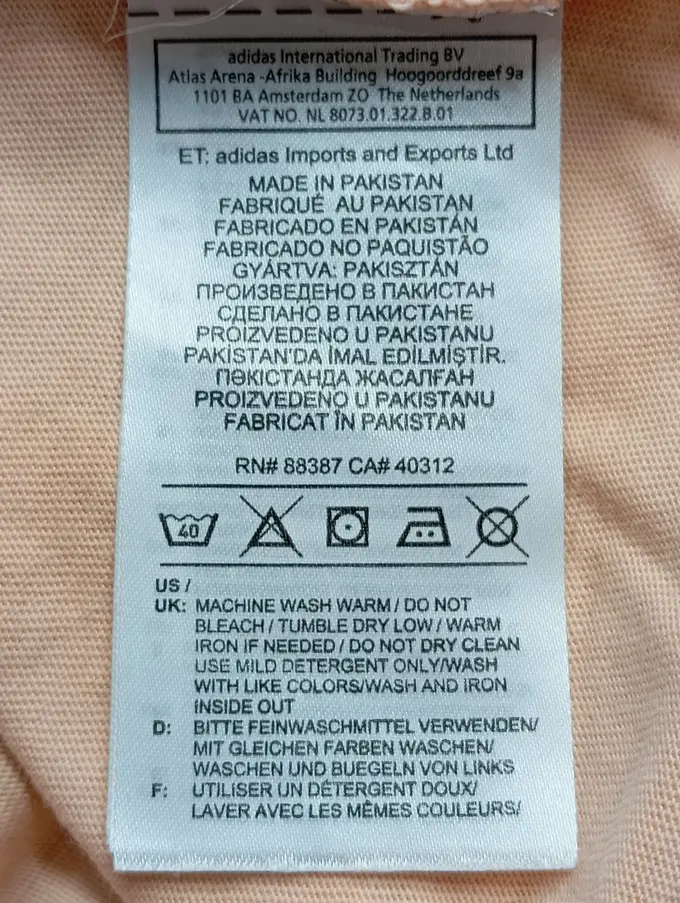 adidas International Trading BV
Atlas Arena -Afrika Building Hoogoorddreef 9a
1101 BA Amsterdam ZO The Netherlands
VAT NO. NL 8073.01.322.B.01
ET: adidas Imports and Exports Ltd
MADE IN PAKISTAN
FABRIQUÉ AU PAKISTAN
FABRICADO EN PAKISTÁN
FABRICADO NO PAQUISTÃO
GYÁRTVA: PAKISZTÁN
ПРОИЗВЕДЕНО В ПАКИСТАН
СДЕЛАНО В ПАКИСТАНЕ
PROIZVEDENO U PAKISTANU
PAKİSTAN'DA İMAL EDİLMİŞTİR.
ПӘКІСТАНДА ЖАСАЛҒАН
PROIZVEDENO U PAKISTANU
FABRICAT ÎN PAKISTAN
RN# 88387 CA# 40312
40
US /
UK: MACHINE WASH WARM / DO NOT
BLEACH / TUMBLE DRY LOW / WARM
IRON IF NEEDED / DO NOT DRY CLEAN
USE MILD DETERGENT ONLY/WASH
WITH LIKE COLORS/WASH AND IRON
INSIDE OUT
D: BITTE FEINWASCHMITTEL VERWENDEN/
MIT GLEICHEN FARBEN WASCHEN/
WASCHEN UND BUEGELN VON LINKS
F: UTILISER UN DÉTERGENT DOUX/
LAVER AVEC LES MÊMES COULEURS/